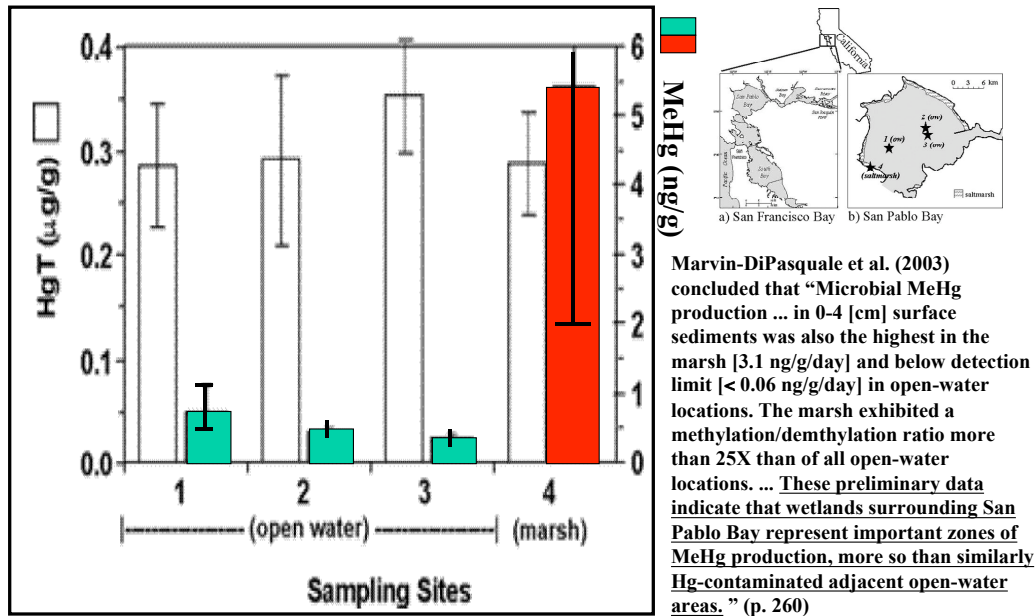 0.4
0.3
0.2
0.1
0.0
HgT (µg/g)
6
5
4
3
2
1
0
MeHg (ng/g)
1
2
3
4
(open water)
(marsh)
Sampling Sites
California
San Pablo
Bay
San
Francisco
South
Bay
Pacific Ocean
a) San Francisco Bay
0 3 6 km
2 (ow)
1 (ow)
3 (ow)
4
(saltmarsh)
saltmarsh
b) San Pablo Bay
Marvin-DiPasquale et al. (2003)
concluded that “Microbial MeHg
production ... in 0-4 [cm] surface
sediments was also the highest in the
marsh [3.1 ng/g/day] and below detection
limit [< 0.06 ng/g/day] in open-water
locations. The marsh exhibited a
methylation/demthylation ratio more
than 25X than of all open-water
locations. ... These preliminary data
indicate that wetlands surrounding San
Pablo Bay represent important zones of
MeHg production, more so than similarly
Hg-contaminated adjacent open-water
areas. ” (p. 260)